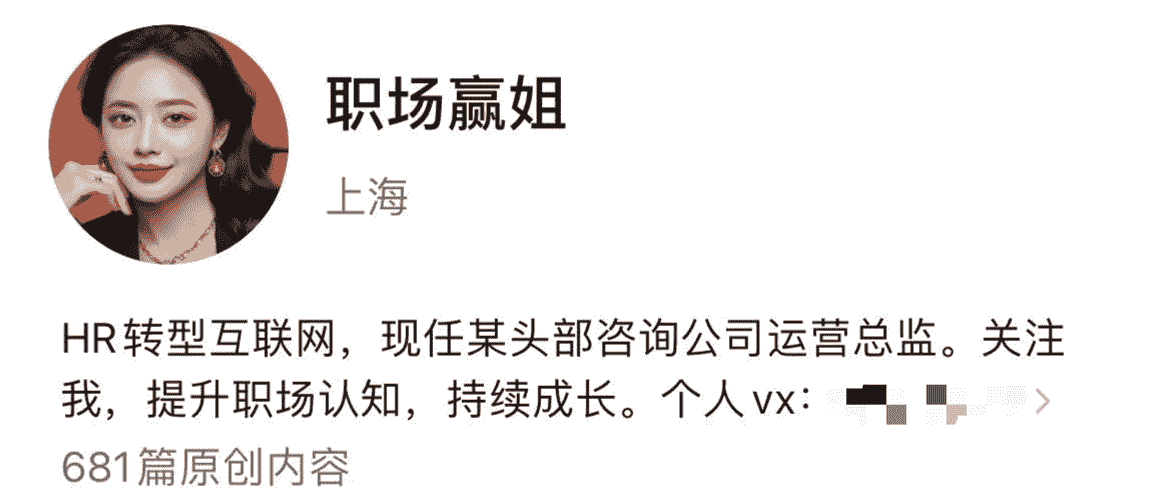 职场赢姐
上海
HR转型互联网，现任某头部咨询公司运营总监。关注
我，提升职场认知，持续成长。个人vx：
681篇原创内容